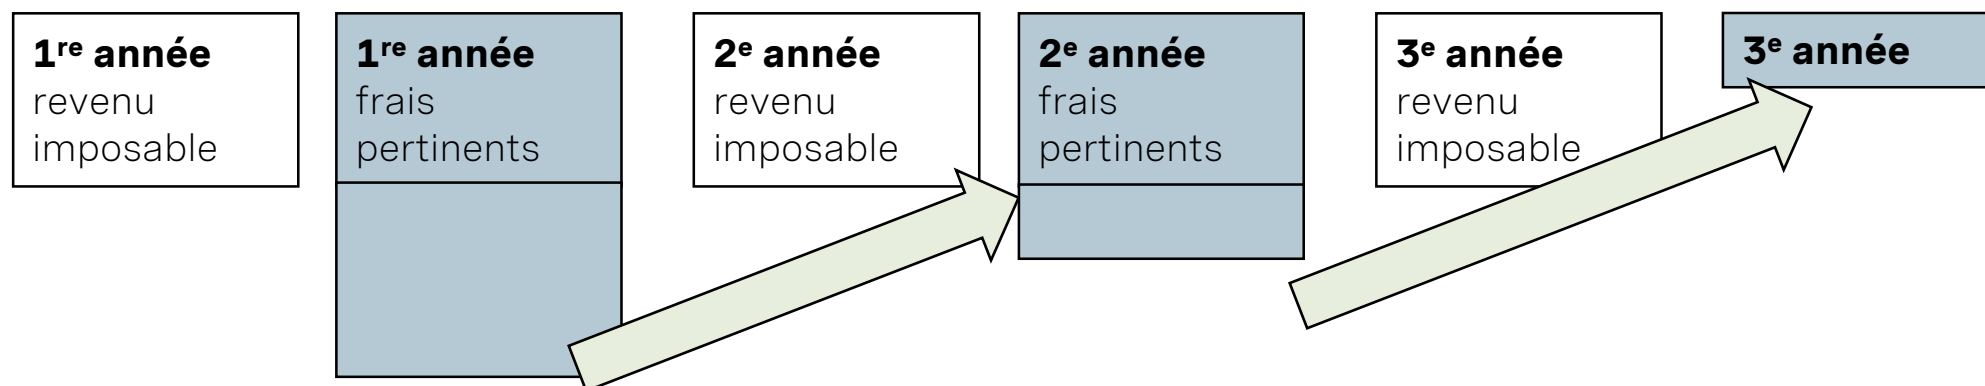 1re année
revenu
imposable
1re année
frais
pertinents
2e année
revenu
imposable
2e année
frais
pertinents
3e année
revenu
imposable
3e année